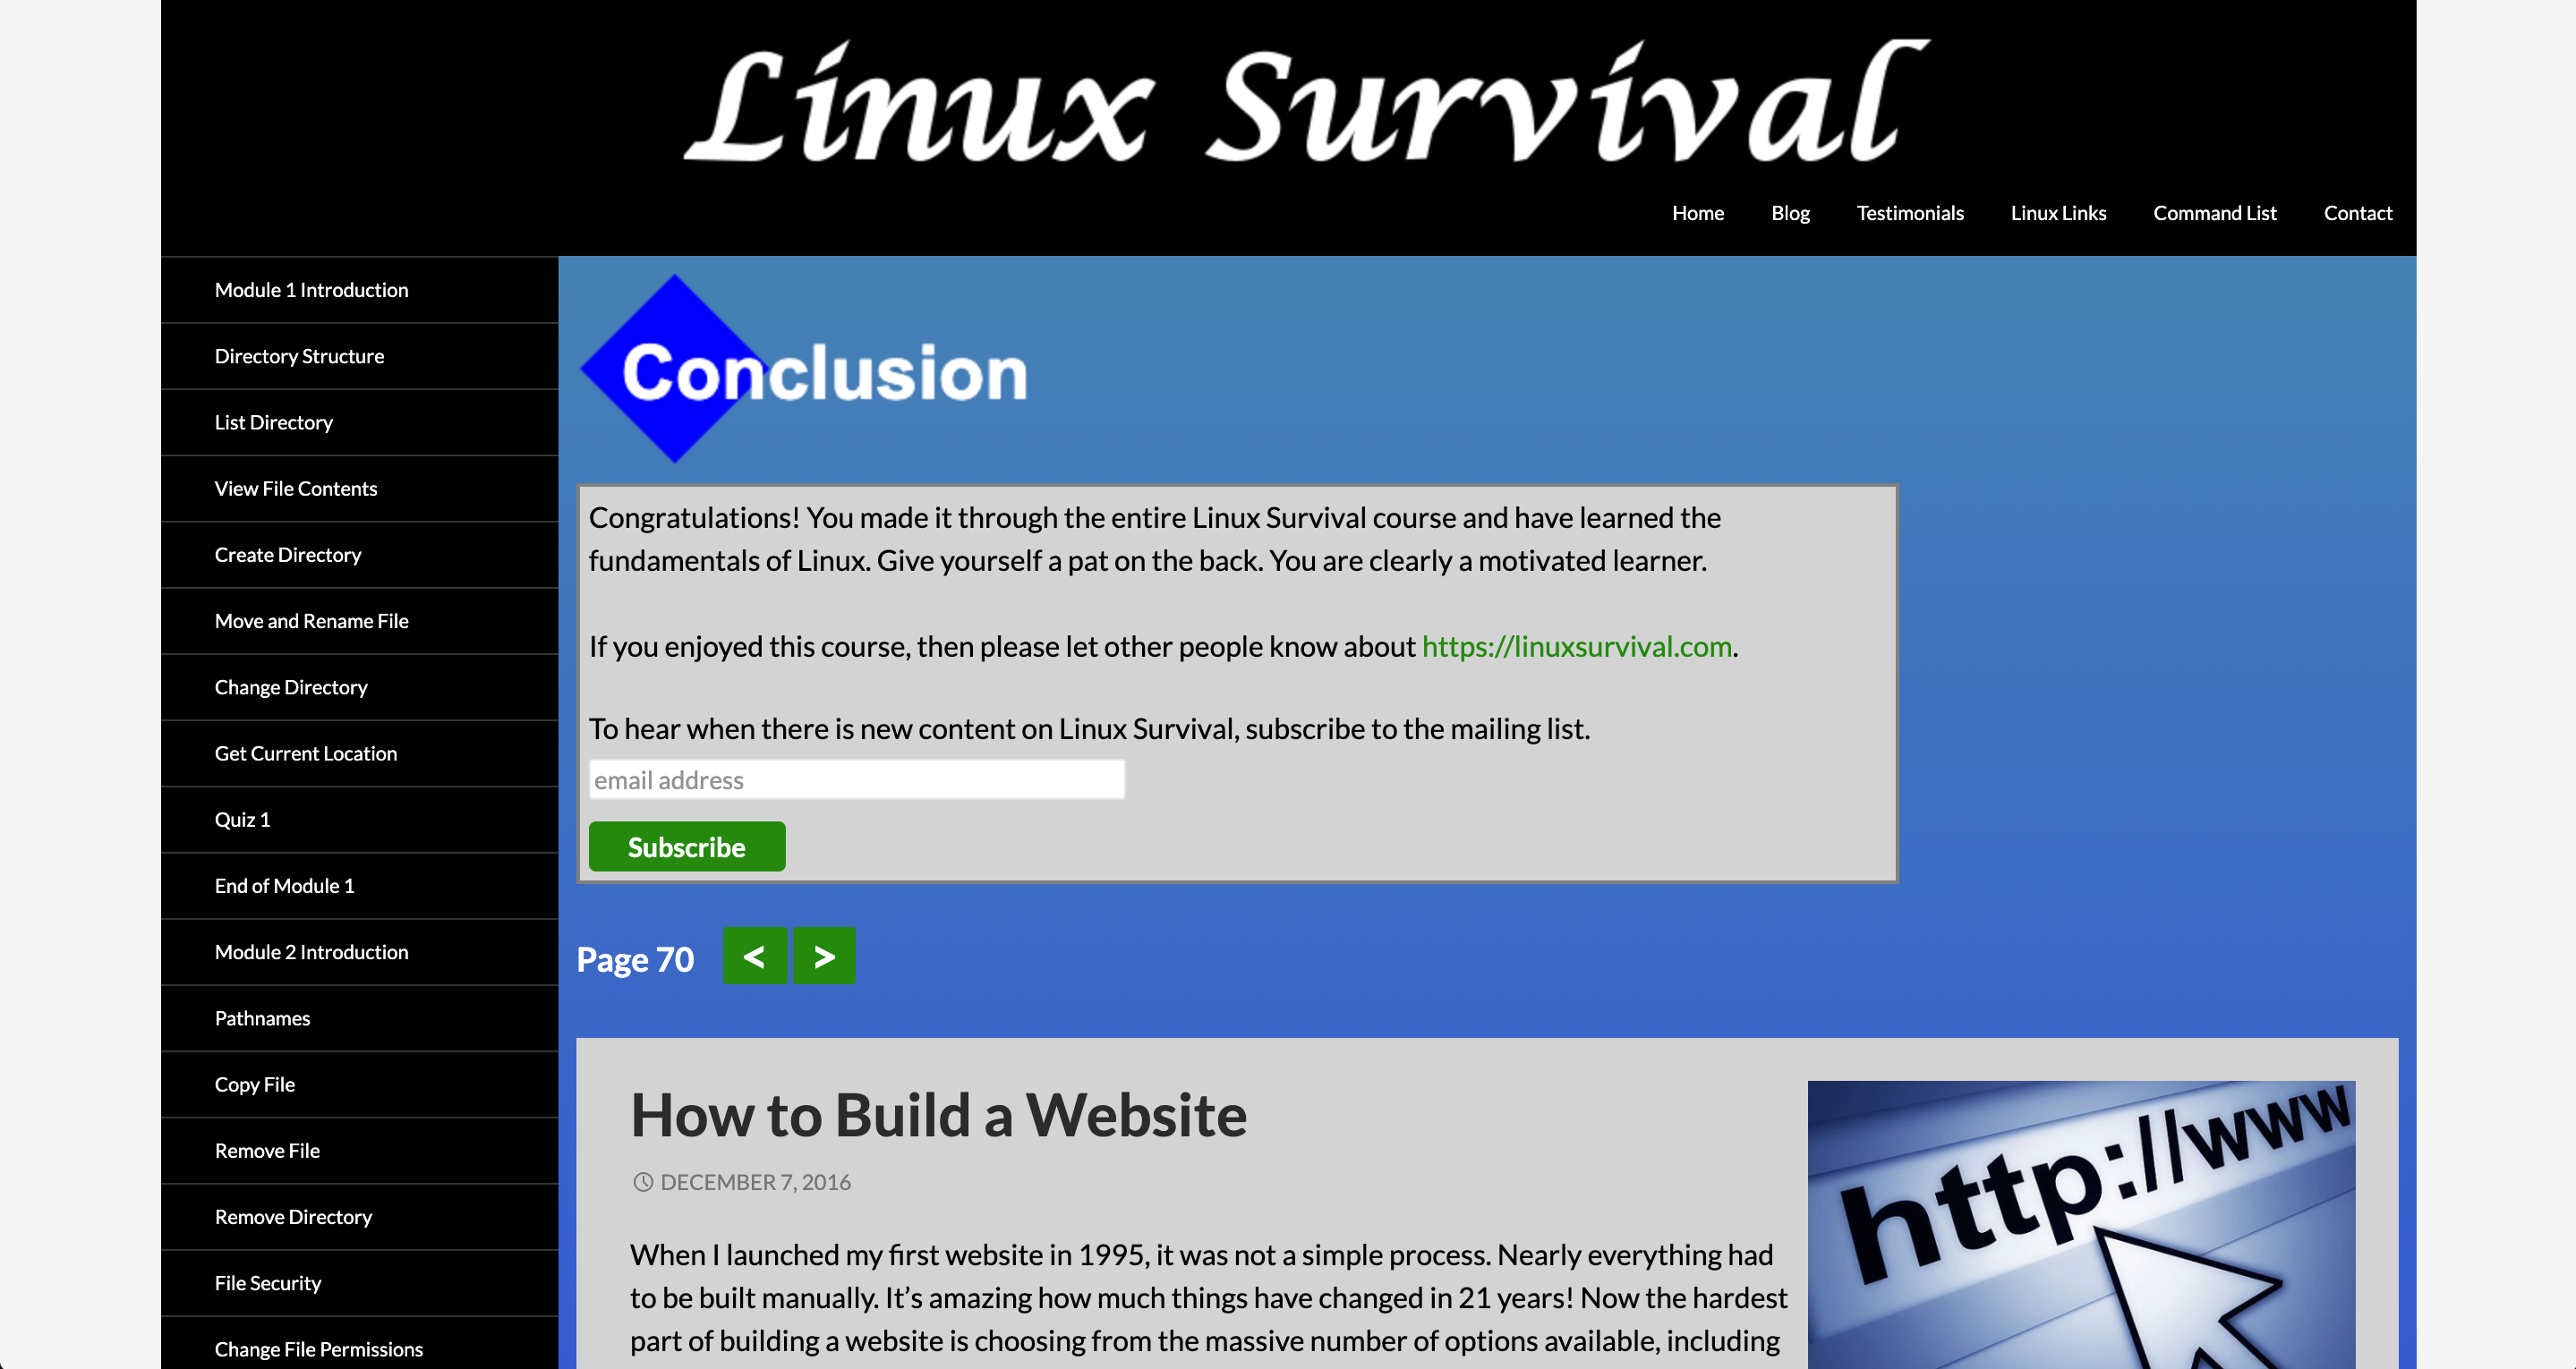 Linux Survival
Home Blog Testimonials Linux Links Command List Contact
Module 1 Introduction
Directory Structure
List Directory
View File Contents
Create Directory
Move and Rename File
Change Directory
Get Current Location
Quiz 1
End of Module 1
Module 2 Introduction
Pathnames
Copy File
Remove File
Remove Directory
File Security
Change File Permissions
Conclusion
Congratulations! You made it through the entire Linux Survival course and have learned the
fundamentals of Linux. Give yourself a pat on the back. You are clearly a motivated learner.
If you enjoyed this course, then please let other people know about https://linuxsurvival.com.
To hear when there is new content on Linux Survival, subscribe to the mailing list.
email address
Subscribe
Page 70 < >
How to Build a Website
DECEMBER 7, 2016
When I launched my first website in 1995, it was not a simple process. Nearly everything had
to be built manually. It’s amazing how much things have changed in 21 years! Now the hardest
part of building a website is choosing from the massive number of options available, including
http://www